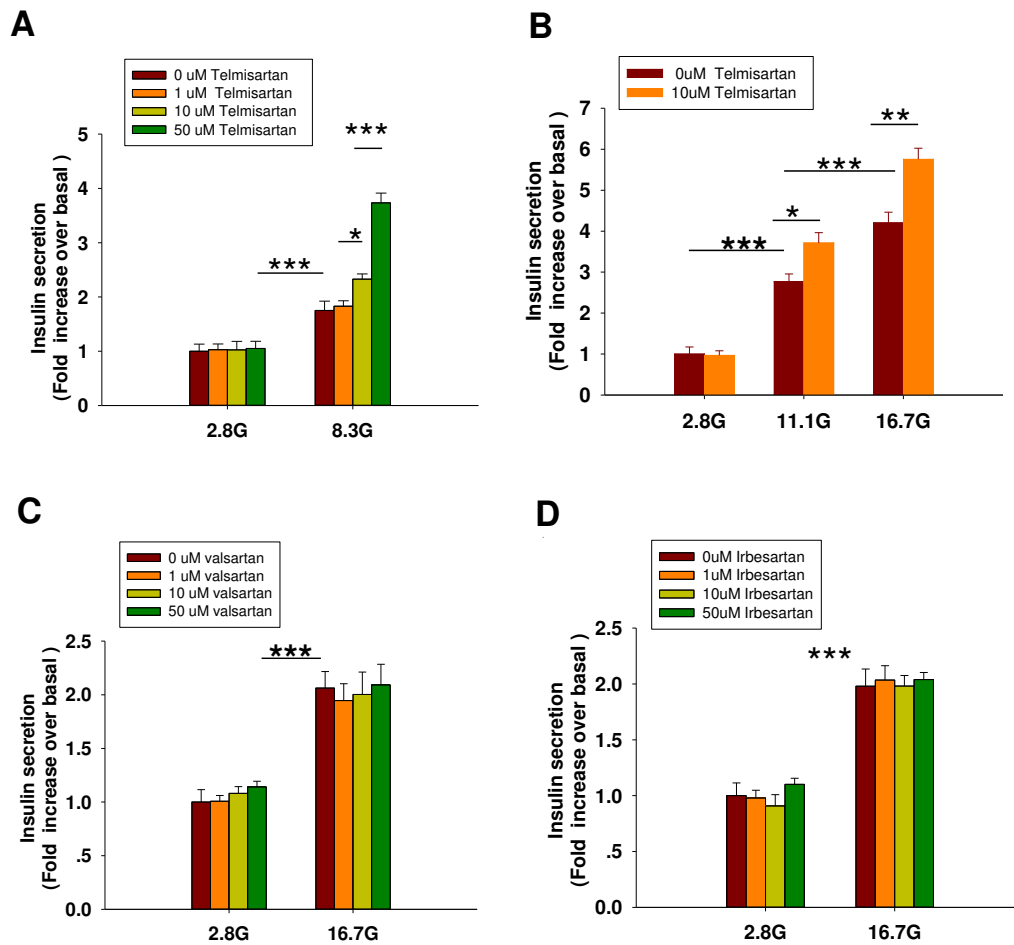 A
0 uM Telmisartan
1 uM Telmisartan
10 uM Telmisartan
50 uM Telmisartan
Insulin secretion
(Fold increase over basal )
5
4
3
2
1
0
***
*
***
2.8G
8.3G
B
0uM Telmisartan
10uM Telmisartan
Insulin secretion
(Fold increase over basal )
7
6
5
4
3
2
1
0
**
***
*
***
2.8G
11.1G
16.7G
C
0 uM valsartan
1 uM valsartan
10 uM valsartan
50 uM valsartan
Insulin secretion
(Fold increase over basal )
2.5
2.0
1.5
1.0
.5
0.0
***
2.8G
16.7G
D
0uM Irbesartan
1uM Irbesartan
10uM Irbesartan
50uM Irbesartan
Insulin secretion
(Fold increase over basal )
2.5
2.0
1.5
1.0
.5
0.0
***
2.8G
16.7G